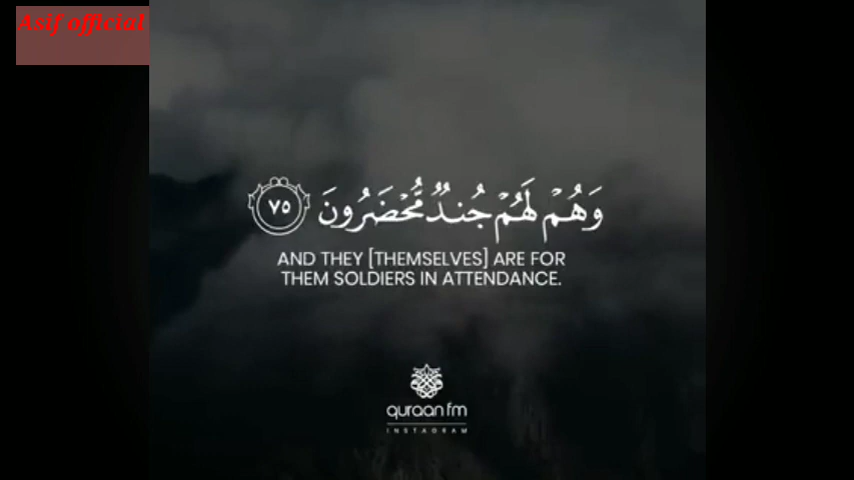 Asif official
وَهُمْ لَهُمْ جُندٌ مُّحْضَرُونَ ٧٥
AND THEY [THEMSELVES] ARE FOR
THEM SOLDIERS IN ATTENDANCE.
quraan fm
INSTAGRAM